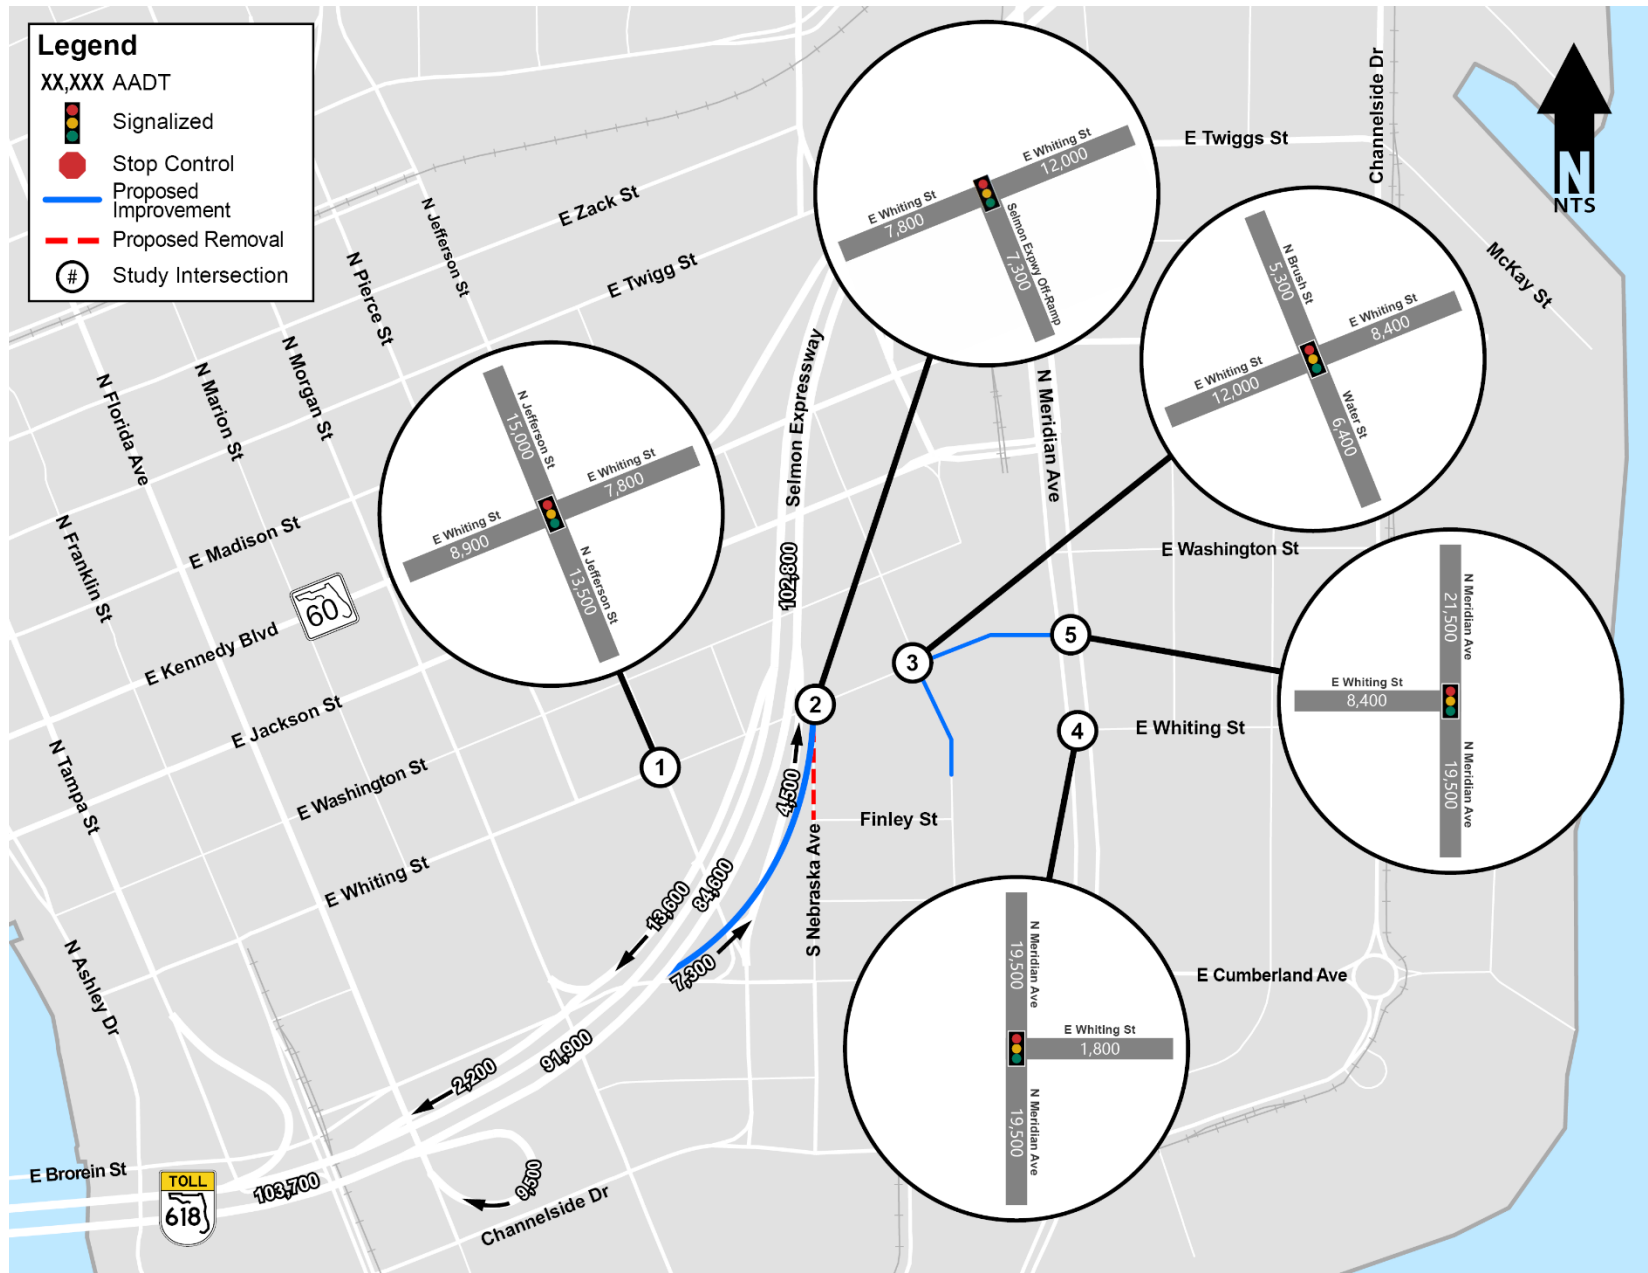 Legend
XX,XXX AADT
Signalized
Stop Control
Proposed
Improvement
Proposed Removal
# Study Intersection
N
NTS
E Twiggs St
Channelside Dr
McKay St
E Zack St
E Twigg St
N Jefferson St
N Pierce St
N Morgan St
N Marion St
N Florida Ave
N Franklin St
E Madison St
60
E Kennedy Blvd
E Jackson St
E Washington St
E Whiting St
N Tampa St
N Ashley Dr
E Brorein St
TOLL
618
103,700
2,200
91,900
9,500
Channelside Dr
13,600
84,600
7,300
4,500
102,800
Selmon Expressway
S Nebraska Ave
Finley St
N Meridian Ave
E Washington St
E Whiting St
E Cumberland Ave
1
2
3
4
5
N Jefferson St
15,000
E Whiting St
7,800
E Whiting St
8,900
N Jefferson St
13,500
E Whiting St
12,000
E Whiting St
7,800
Selmon Expwy Off-Ramp
7,300
N Brush St
5,300
E Whiting St
8,400
E Whiting St
12,000
Water St
6,400
N Meridian Ave
21,500
E Whiting St
8,400
N Meridian Ave
19,500
N Meridian Ave
19,500
E Whiting St
1,800
N Meridian Ave
19,500